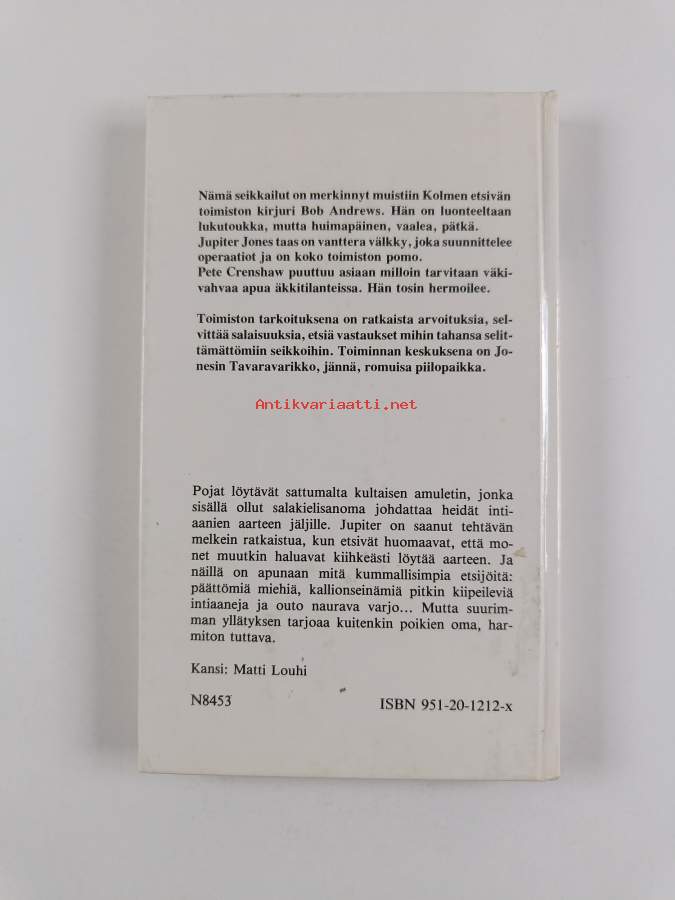 Nämä seikkailut on merkinnyt muistiin Kolmen etsivän
toimiston kirjuri Bob Andrews. Hän on luonteeltaan
lukutoukka, mutta huimapäinen, vaalea, pätkä.
Jupiter Jones taas on vanttera välkky, joka suunnittelee
operaatiot ja on koko toimiston pomo.
Pete Crenshaw puuttuu asiaan milloin tarvitaan väki-
vahvaa apua äkkitilanteissa. Hän tosin hermoilee.
Toimiston tarkoituksena on ratkaista arvoituksia, sel-
vittää salaisuuksia, etsiä vastaukset mihin tahansa selit-
tämättömiin seikkoihin. Toiminnan keskuksena on Jo-
nesin Tavaravarikko, jännä, romuisa piilopaikka.
Antikvariaatti.net
Pojat löytävät sattumalta kultaisen amuletin, jonka
sisällä ollut salakielisanoma johdattaa heidät inti-
aanien aarteen jäljille. Jupiter on saanut tehtävän
melkein ratkaistua, kun etsivät huomaavat, että mo-
net muutkin haluavat kiihkeästi löytää aarteen. Ja
näillä on apunaan mitä kummallisimpia etsijöitä:
päättömiä miehiä, kallionseinämiä pitkin kiipeileviä
intiaaneja ja outo naurava varjo... Mutta suurim-
man yllätyksen tarjoaa kuitenkin poikien oma, har-
miton tuttava.
Kansi: Matti Louhi
N8453
ISBN 951-20-1212-x